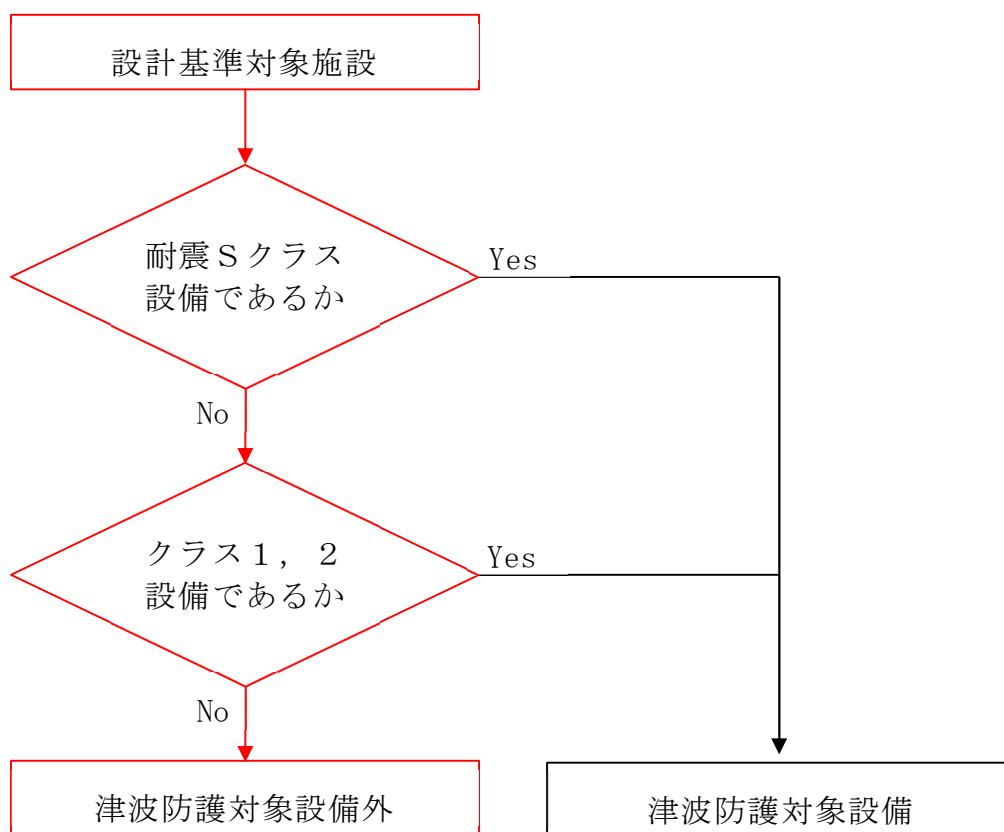 設計基準対象施設
耐震Ｓクラス
設備であるか
Yes
No
クラス１，２
設備であるか
Yes
No
津波防護対象設備外
津波防護対象設備